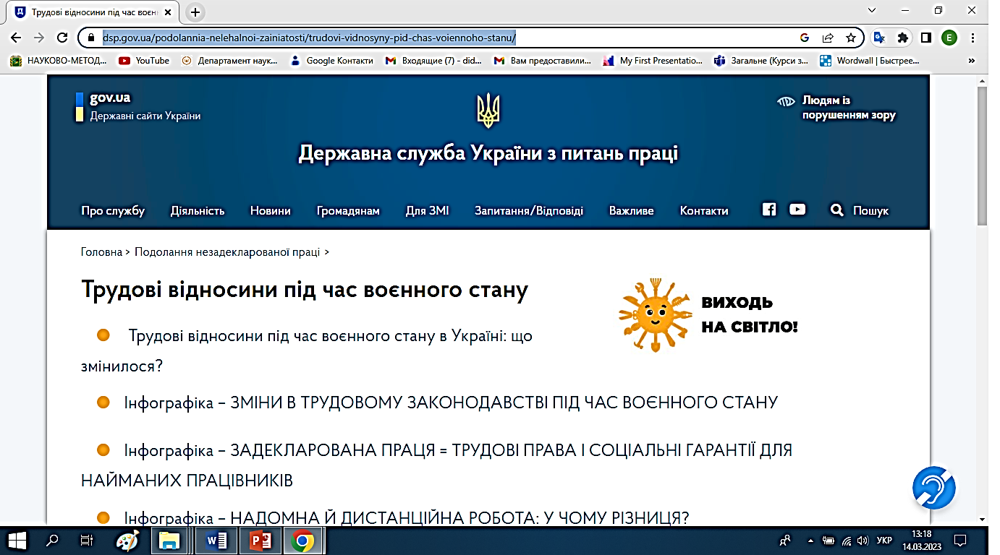 Трудові відносини під час воєнн
dsp.gov.ua/podolannia-nelehalnoi-zainiatosti/trudovi-vidnosyny-pid-chas-voiennoho-stanu/
E
НАУКОВО-МЕТОД...
YouTube
Департамент наук...
Google Контакти
Входящие (7) - did...
Вам предоставили...
My First Presentatio...
Загальне (Курси з...
Wordwall | Быстрее...
»
gov.ua
Державні сайти України
Людям із
порушенням зору
Державна служба України з питань праці
Про службу
Діяльність
Новини
Громадянам
Для ЗМІ
Запитання/Відповіді
Важливе
Контакти
Пошук
Головна > Подолання незадекларованої праці >
Трудові відносини під час воєнного стану
ВИХОДЬ
НА СВІТЛО!
Трудові відносини під час воєнного стану в Україні: що
змінилося?
Інфографіка – ЗМІНИ В ТРУДОВОМУ ЗАКОНОДАВСТВІ ПІД ЧАС ВОЄННОГО СТАНУ
Інфографіка – ЗАДЕКЛАРОВАНА ПРАЦЯ = ТРУДОВІ ПРАВА І СОЦІАЛЬНІ ГАРАНТІЇ ДЛЯ
НАЙМАНИХ ПРАЦІВНИКІВ
Інфографіка – НАДОМНА Й ДИСТАНЦІЙНА РОБОТА: У ЧОМУ РІЗНИЦЯ?
УКР
13:18
14.03.2023